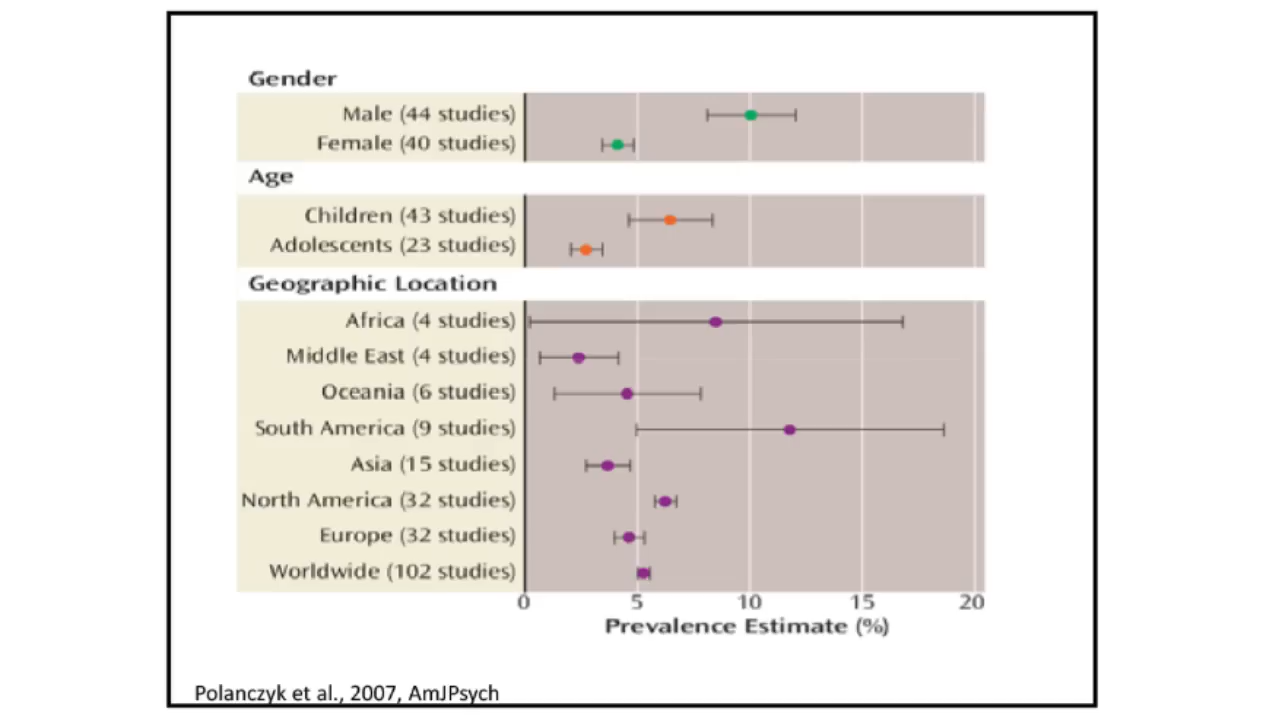 Gender
Male (44 studies)
Female (40 studies)
Age
Children (43 studies)
Adolescents (23 studies)
Geographic Location
Africa (4 studies)
Middle East (4 studies)
Oceania (6 studies)
South America (9 studies)
Asia (15 studies)
North America (32 studies)
Europe (32 studies)
Worldwide (102 studies)
0 5 10 15 20
Prevalence Estimate (%)
Polanczyk et al., 2007, AmJPsych